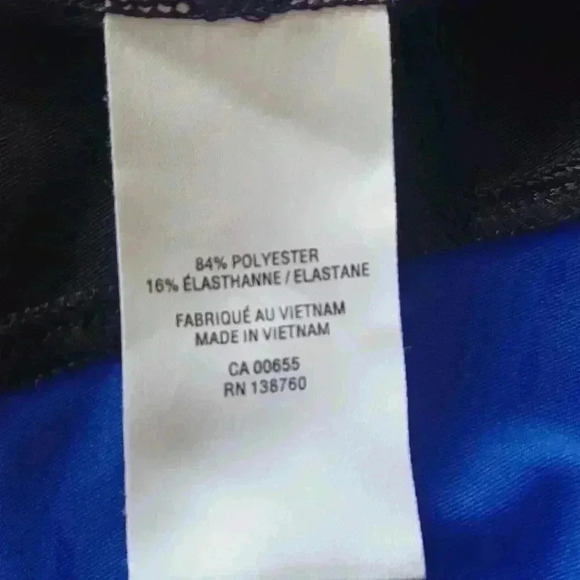 84% POLYESTER
16% ÉLASTHANNE / ELASTANE
FABRIQUÉ AU VIETNAM
MADE IN VIETNAM
CA 00655
RN 138760